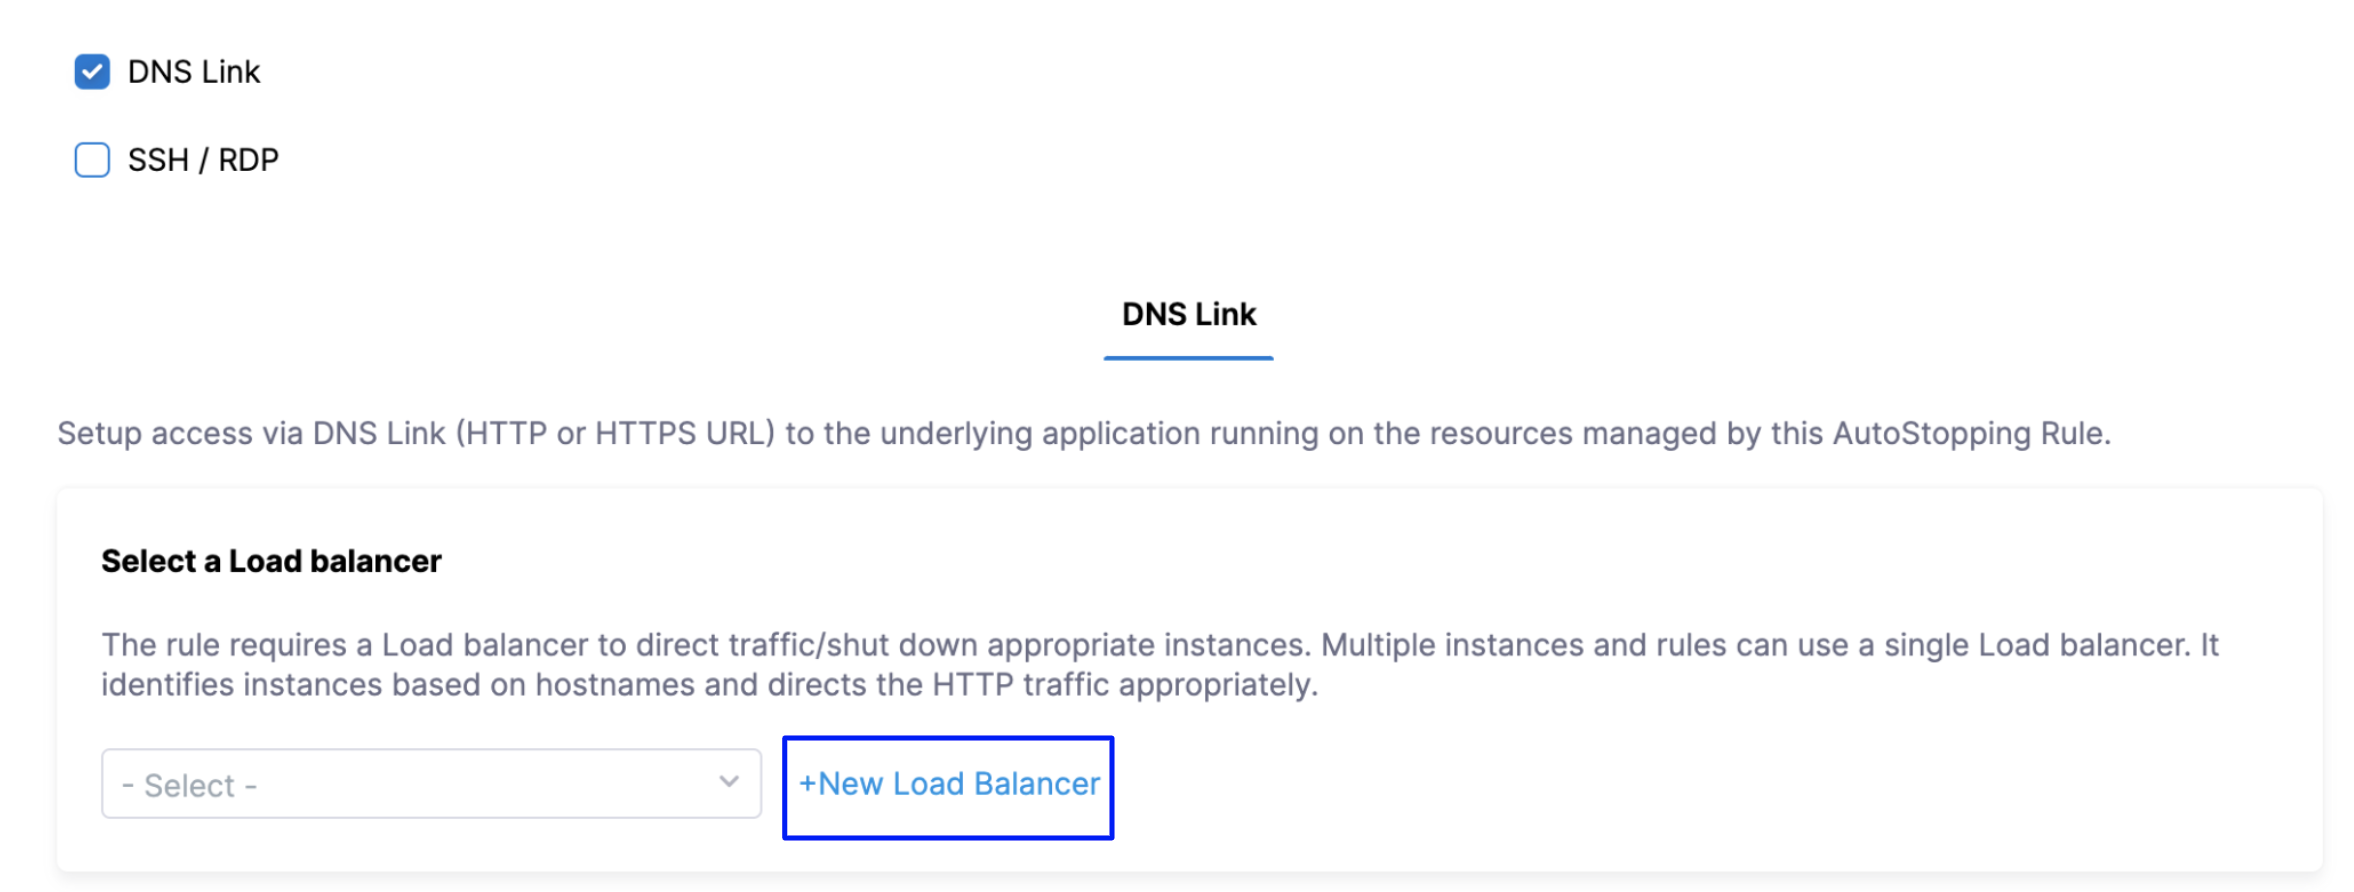 DNS Link
SSH / RDP
DNS Link
Setup access via DNS Link (HTTP or HTTPS URL) to the underlying application running on the resources managed by this AutoStopping Rule.
Select a Load balancer
The rule requires a Load balancer to direct traffic/shut down appropriate instances. Multiple instances and rules can use a single Load balancer. It
identifies instances based on hostnames and directs the HTTP traffic appropriately.
- Select - +New Load Balancer